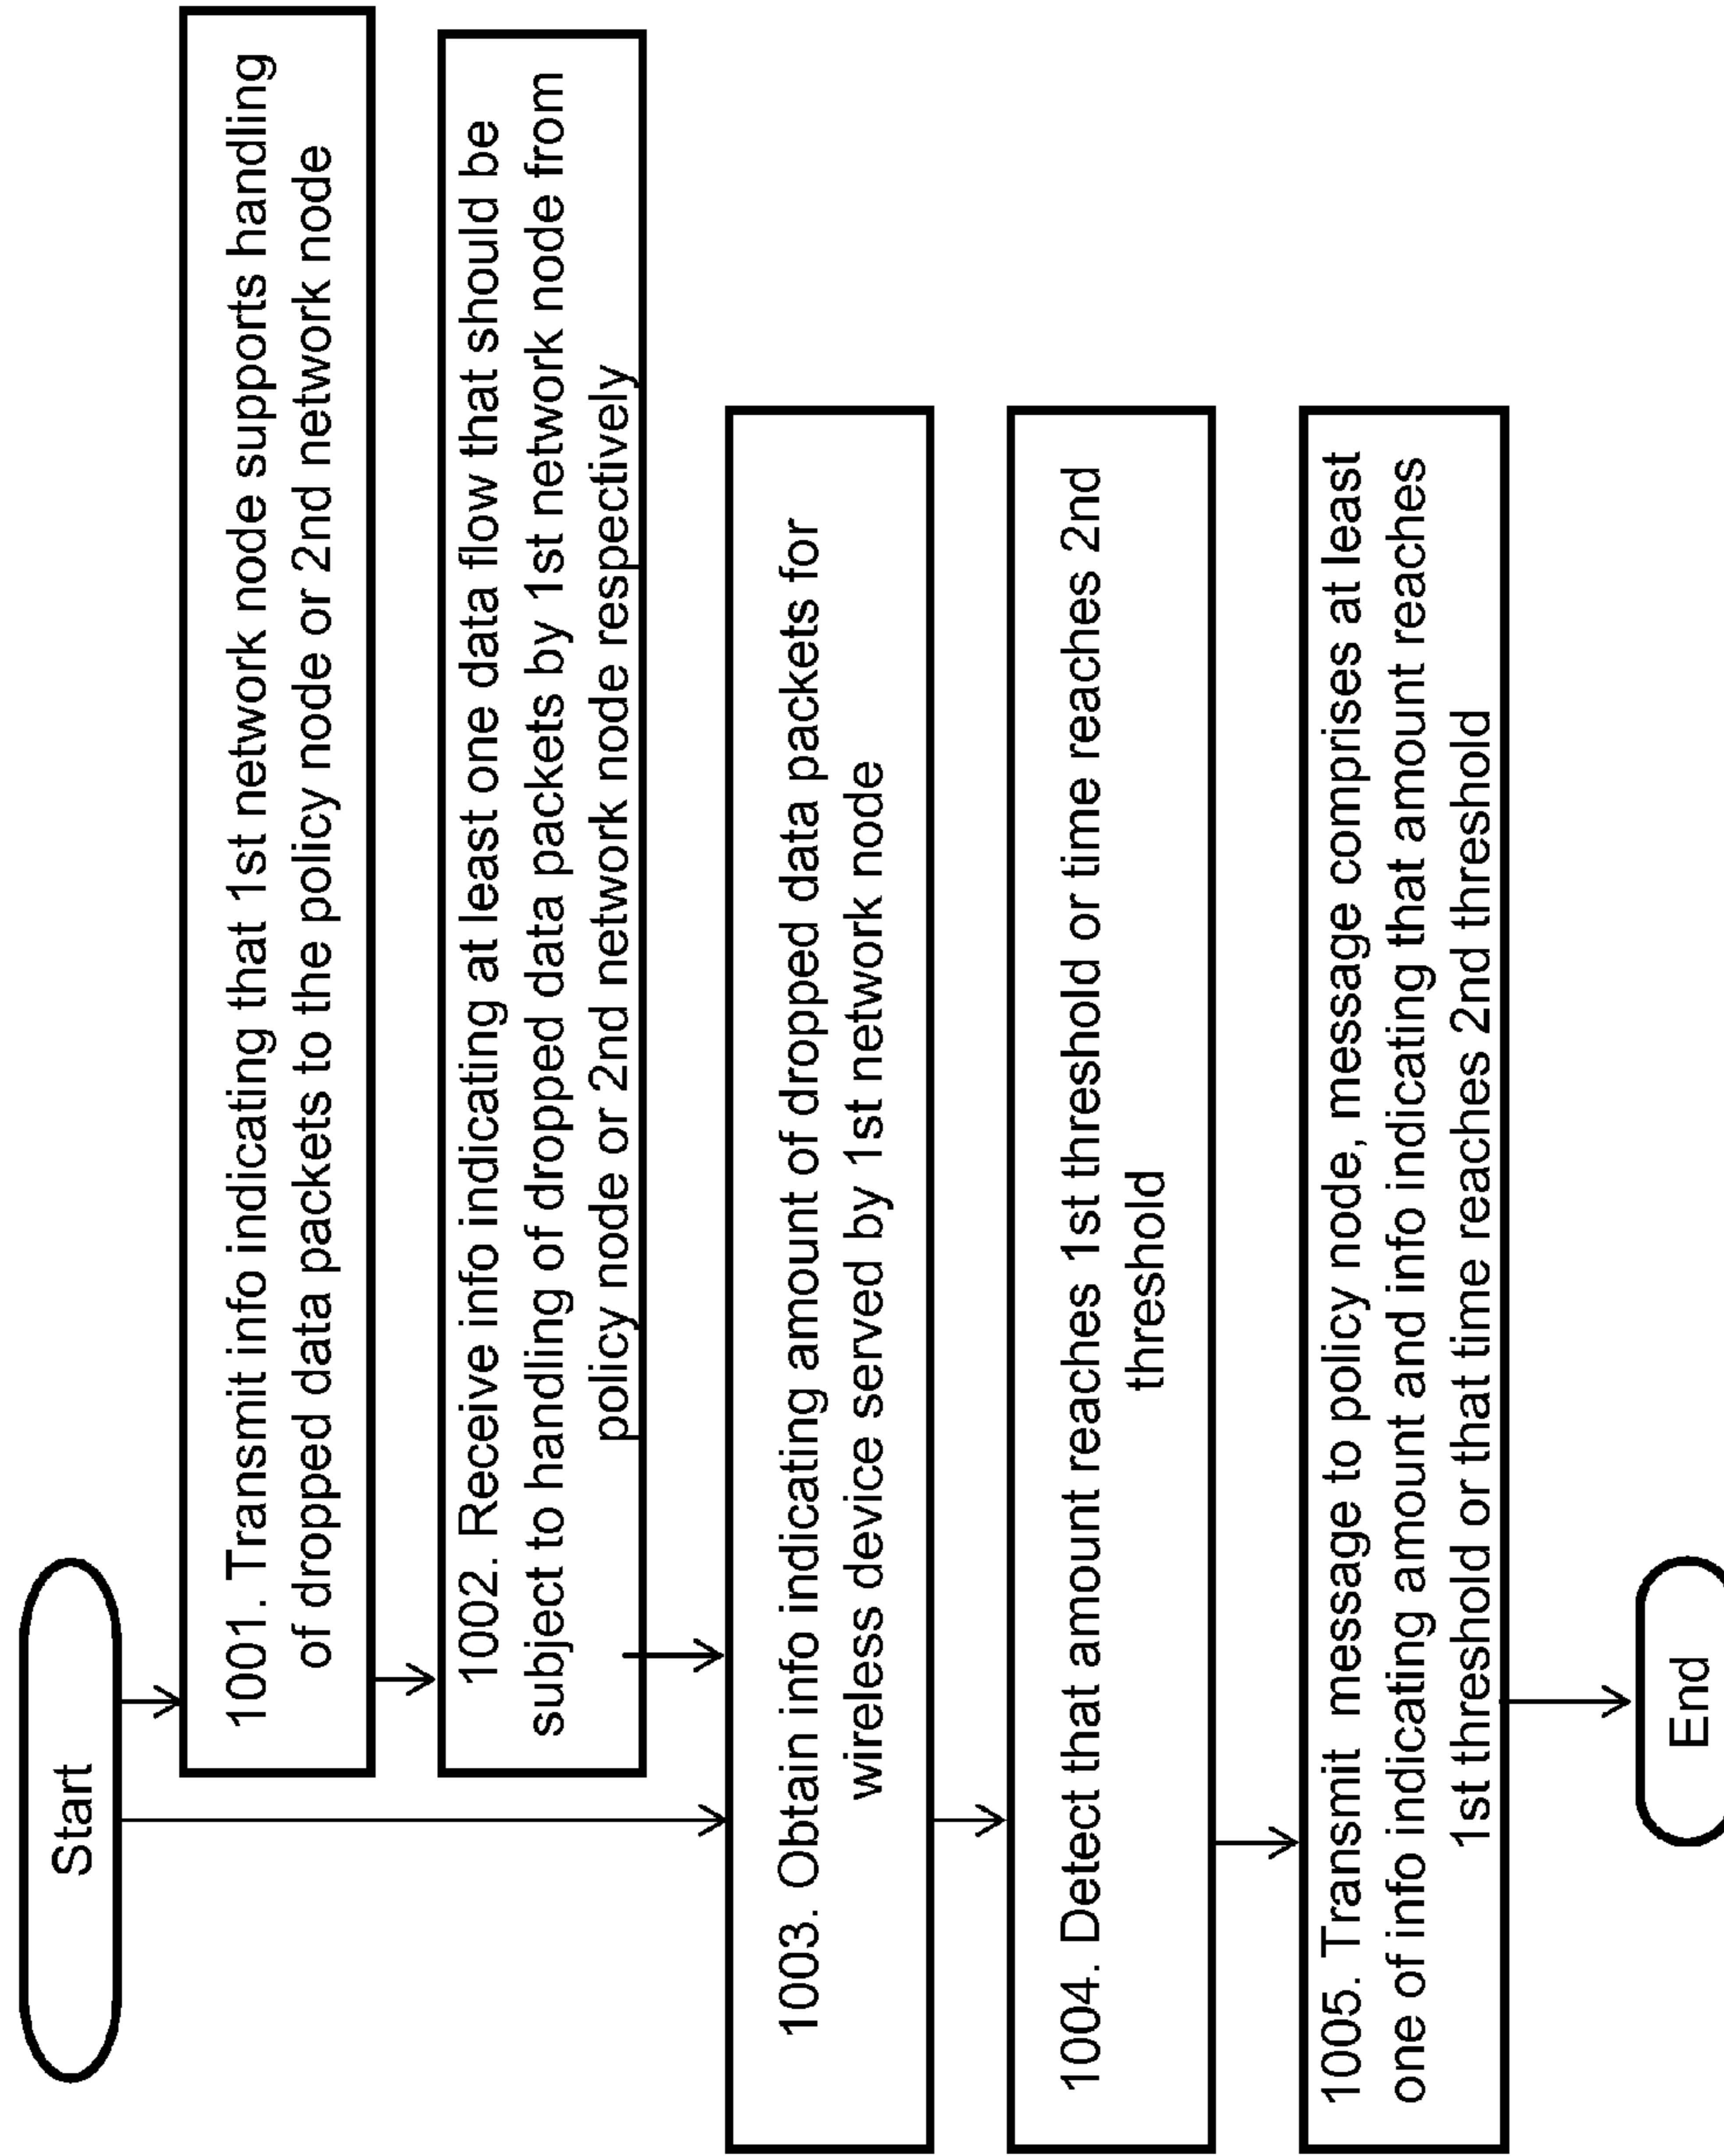 Start
1001. Transmit info indicating that 1st network node supports handling
of dropped data packets to the policy node or 2nd network node
1002. Receive info indicating at least one data flow that should be
subject to handling of dropped data packets by 1st network node from
policy node or 2nd network node respectively
1003. Obtain info indicating amount of dropped data packets for
wireless device served by 1st network node
1004. Detect that amount reaches 1st threshold or time reaches 2nd
threshold
1005. Transmit message to policy node, message comprises at least
one of info indicating amount and info indicating that amount reaches
1st threshold or that time reaches 2nd threshold
End